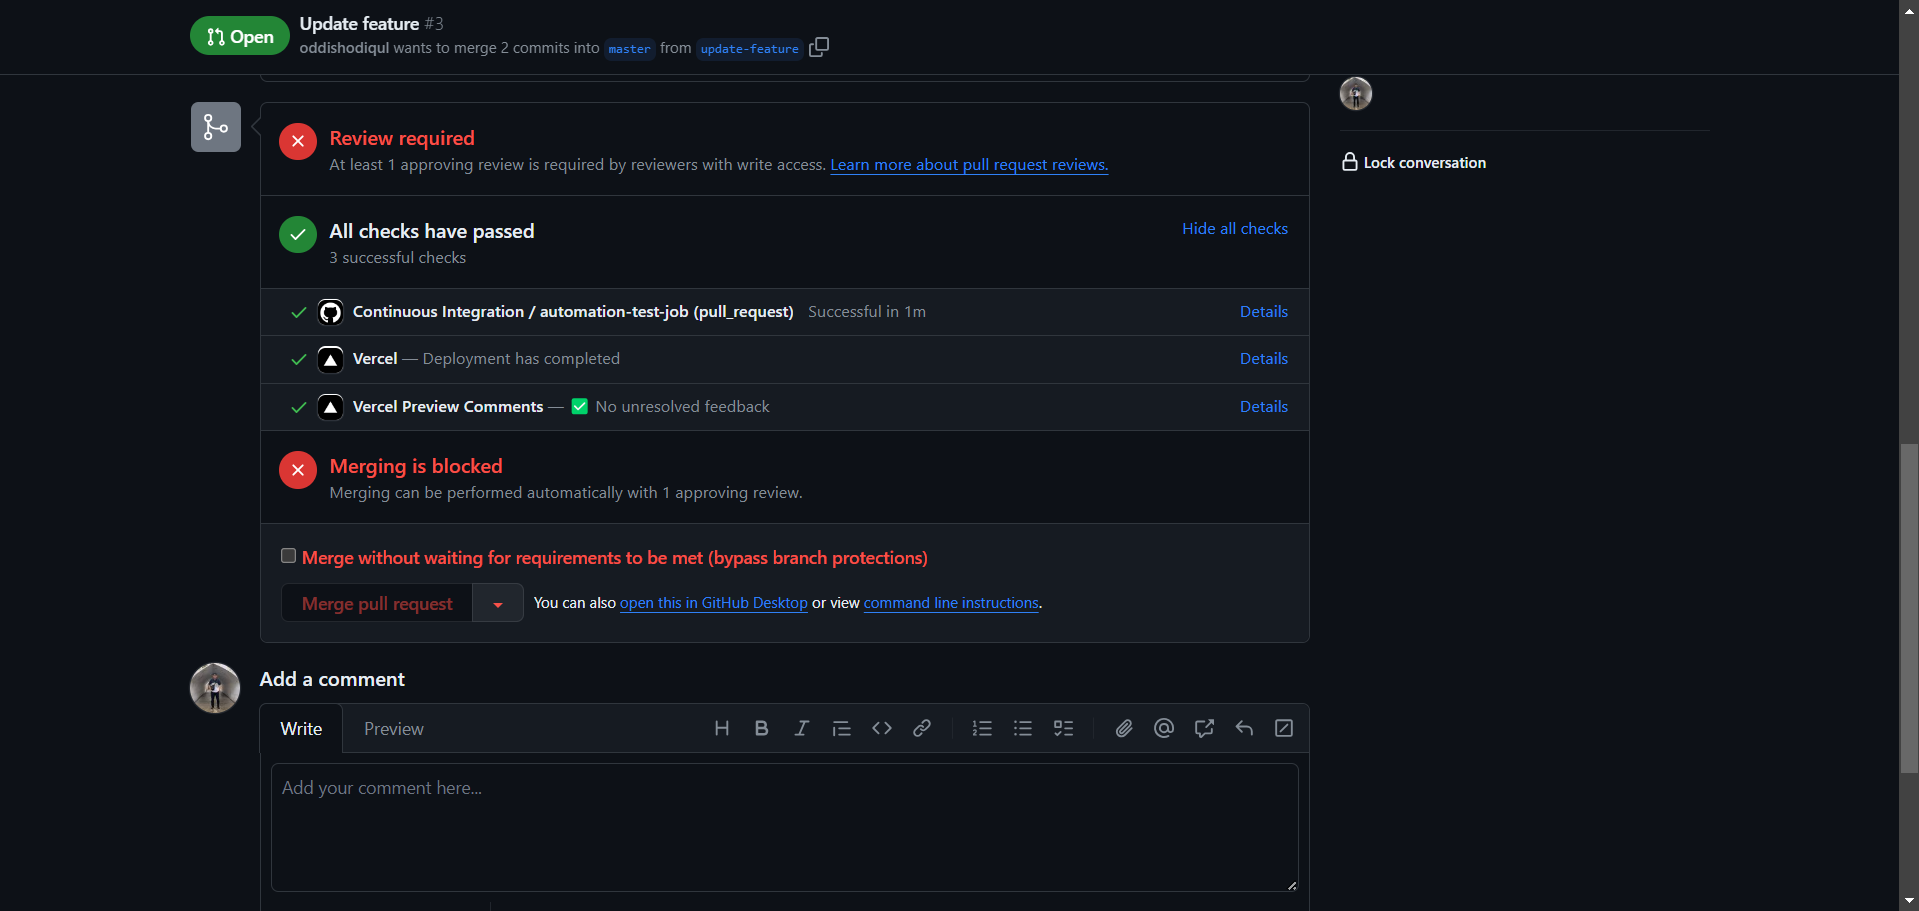 Open
Update feature #3
oddishodiqul wants to merge 2 commits into master from update-feature
Review required
At least 1 approving review is required by reviewers with write access. Learn more about pull request reviews.
Lock conversation
All checks have passed
Hide all checks
3 successful checks
Continuous Integration / automation-test-job (pull_request) Successful in 1m
Details
Vercel — Deployment has completed
Details
Vercel Preview Comments — ✅ No unresolved feedback
Details
Merging is blocked
Merging can be performed automatically with 1 approving review.
Merge without waiting for requirements to be met (bypass branch protections)
Merge pull request
You can also open this in GitHub Desktop or view command line instructions.
Add a comment
Write
Preview
Add your comment here...